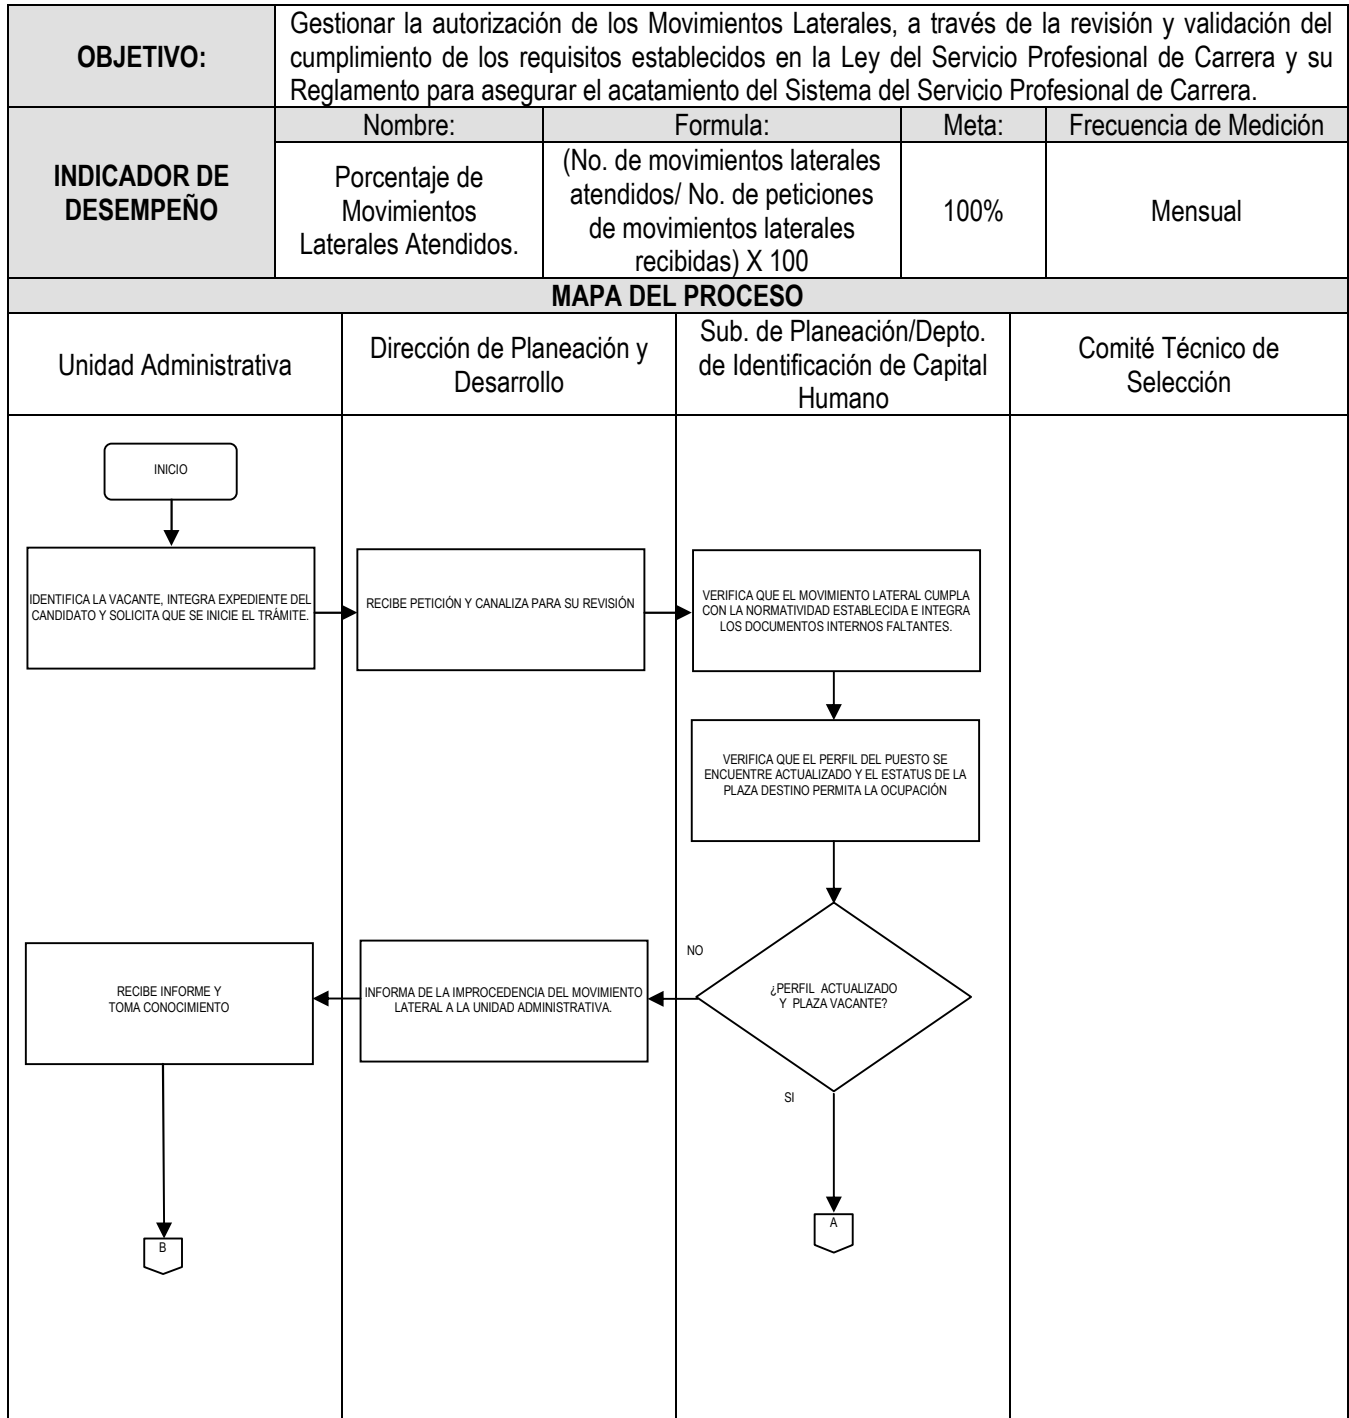 OBJETIVO:
Gestionar la autorización de los Movimientos Laterales, a través de la revisión y validación del
cumplimiento de los requisitos establecidos en la Ley del Servicio Profesional de Carrera y su
Reglamento para asegurar el acatamiento del Sistema del Servicio Profesional de Carrera.
INDICADOR DE
DESEMPEÑO
Nombre:
Formula:
Meta:
Frecuencia de Medición
Porcentaje de
Movimientos
Laterales Atendidos.
(No. de movimientos laterales
atendidos/ No. de peticiones
de movimientos laterales
recibidas) X 100
100%
Mensual
MAPA DEL PROCESO
Unidad Administrativa
Dirección de Planeación y
Desarrollo
Sub. de Planeación/Depto.
de Identificación de Capital
Humano
Comité Técnico de
Selección
INICIO
IDENTIFICA LA VACANTE, INTEGRA EXPEDIENTE DEL
CANDIDATO Y SOLICITA QUE SE INICIE EL TRÁMITE.
RECIBE PETICIÓN Y CANALIZA PARA SU REVISIÓN
VERIFICA QUE EL MOVIMIENTO LATERAL CUMPLA
CON LA NORMATIVIDAD ESTABLECIDA E INTEGRA
LOS DOCUMENTOS INTERNOS FALTANTES.
VERIFICA QUE EL PERFIL DEL PUESTO SE
ENCUENTRE ACTUALIZADO Y EL ESTATUS DE LA
PLAZA DESTINO PERMITA LA OCUPACIÓN
NO
¿PERFIL ACTUALIZADO
Y PLAZA VACANTE?
INFORMA DE LA IMPROCEDENCIA DEL MOVIMIENTO
LATERAL A LA UNIDAD ADMINISTRATIVA.
RECIBE INFORME Y
TOMA CONOCIMIENTO
SI
A
B